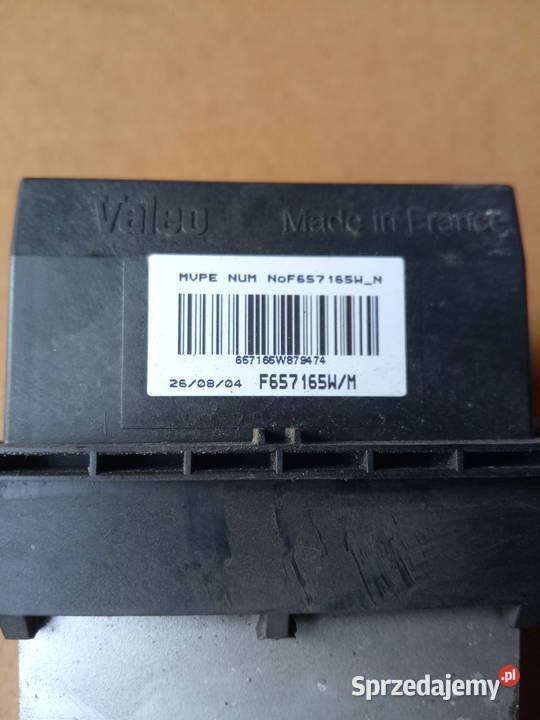 Valeo Made in France
MVPE NUM NoF657165W_N
657165W879474
26/08/04 F657165W/M
Sprzedajemy.pl